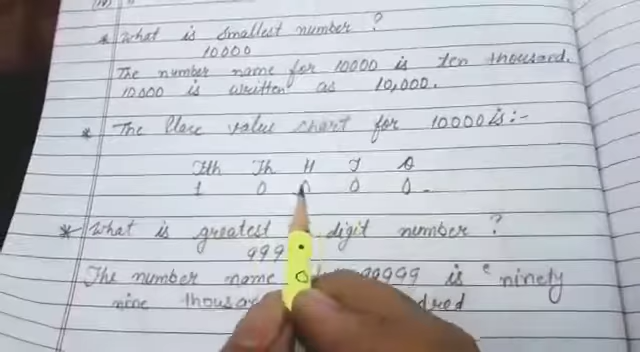 * What is smallest number ?
10000
The number name for 10000 is ten thousand.
10000 is written as 10,000.
* The Place value chart for 10000 is :-
Tth Th H T O
1 0 0 0 0.
* What is greatest digit number ?
999
The number name 99999 is ninety
nine